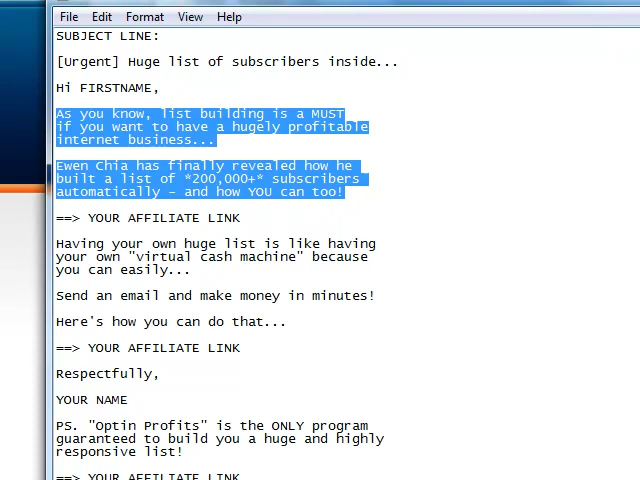 File Edit Format View Help
SUBJECT LINE:
[Urgent] Huge list of subscribers inside...
Hi FIRSTNAME,
As you know, list building is a MUST
if you want to have a hugely profitable
internet business...
Ewen Chia has finally revealed how he
built a list of *200,000+* subscribers
automatically - and how YOU can too!
==> YOUR AFFILIATE LINK
Having your own huge list is like having
your own "virtual cash machine" because
you can easily...
Send an email and make money in minutes!
Here's how you can do that...
==> YOUR AFFILIATE LINK
Respectfully,
YOUR NAME
PS. "Optin Profits" is the ONLY program
guaranteed to build you a huge and highly
responsive list!
==> YOUR AFFILIATE LINK